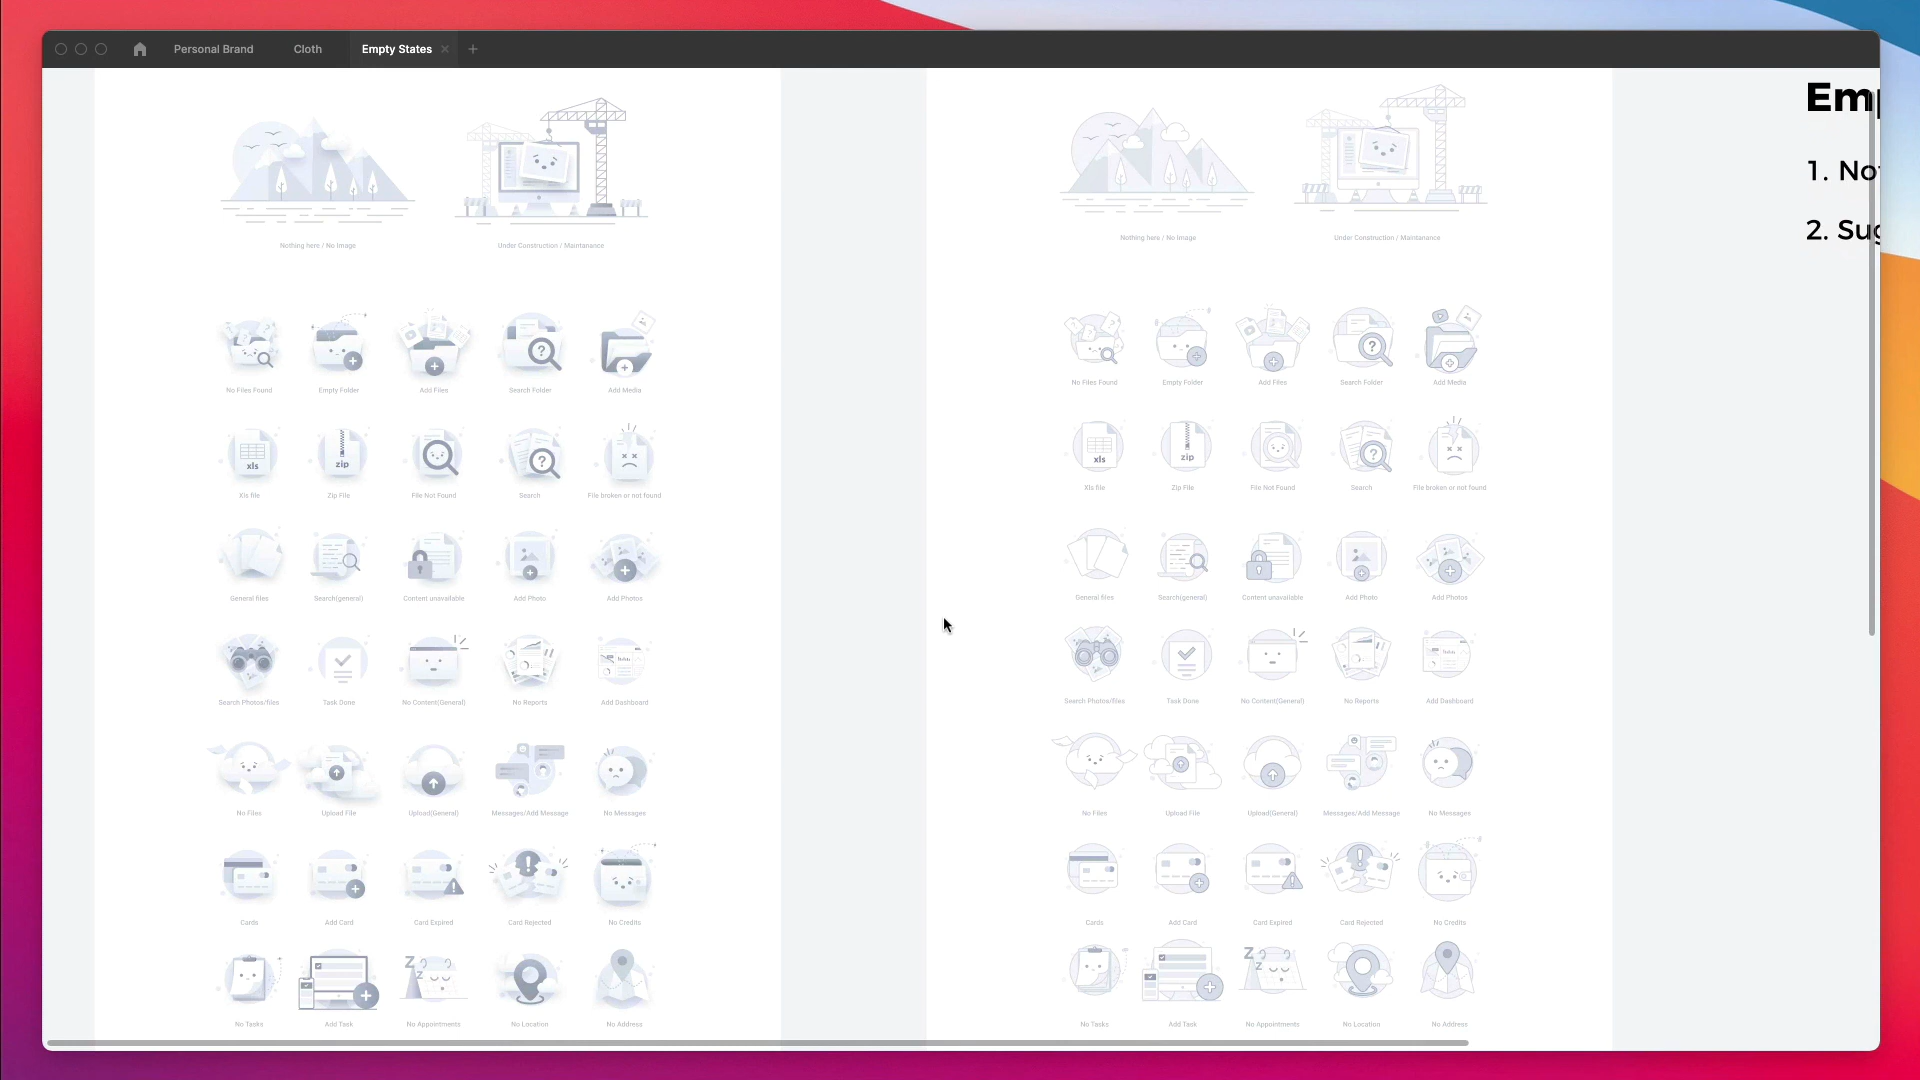 Personal Brand
Cloth
Empty States
Nothing here / No Image
Under Construction / Maintanance
No Files Found
Empty Folder
Add Files
Search Folder
Add Media
xls
zip
Xls file
Zip File
File Not Found
Search
File broken or not found
General files
Search(general)
Content unavailable
Add Photo
Add Photos
Search Photos/files
Task Done
No Content(General)
No Reports
Add Dashboard
No Files
Upload File
Upload(General)
Messages/Add Message
No Messages
Cards
Add Card
Card Expired
Card Rejected
No Credits
Z
z
No Tasks
Add Task
No Appointments
No Location
No Address
Nothing here / No Image
Under Construction / Maintanance
No Files Found
Empty Folder
Add Files
Search Folder
Add Media
xls
zip
Xls file
Zip File
File Not Found
Search
File broken or not found
General files
Search(general)
Content unavailable
Add Photo
Add Photos
Search Photos/files
Task Done
No Content(General)
No Reports
Add Dashboard
No Files
Upload File
Upload(General)
Messages/Add Message
No Messages
Cards
Add Card
Card Expired
Card Rejected
No Credits
Z
z
No Tasks
Add Task
No Appointments
No Location
No Address
Em
1. No
2. Su